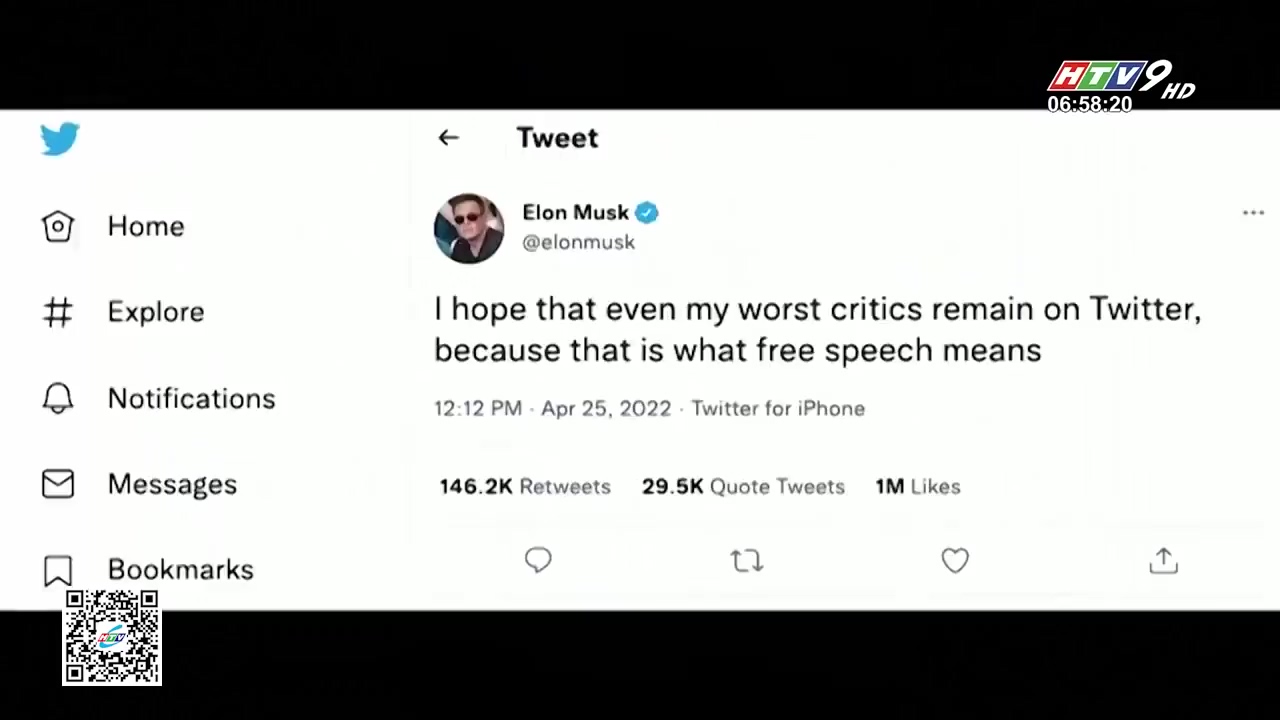 HTV9 HD
06:58:20
Tweet
Elon Musk
@elonmusk
Home
Explore
Notifications
Messages
Bookmarks
I hope that even my worst critics remain on Twitter,
because that is what free speech means
12:12 PM · Apr 25, 2022 · Twitter for iPhone
146.2K Retweets 29.5K Quote Tweets 1M Likes
HTV